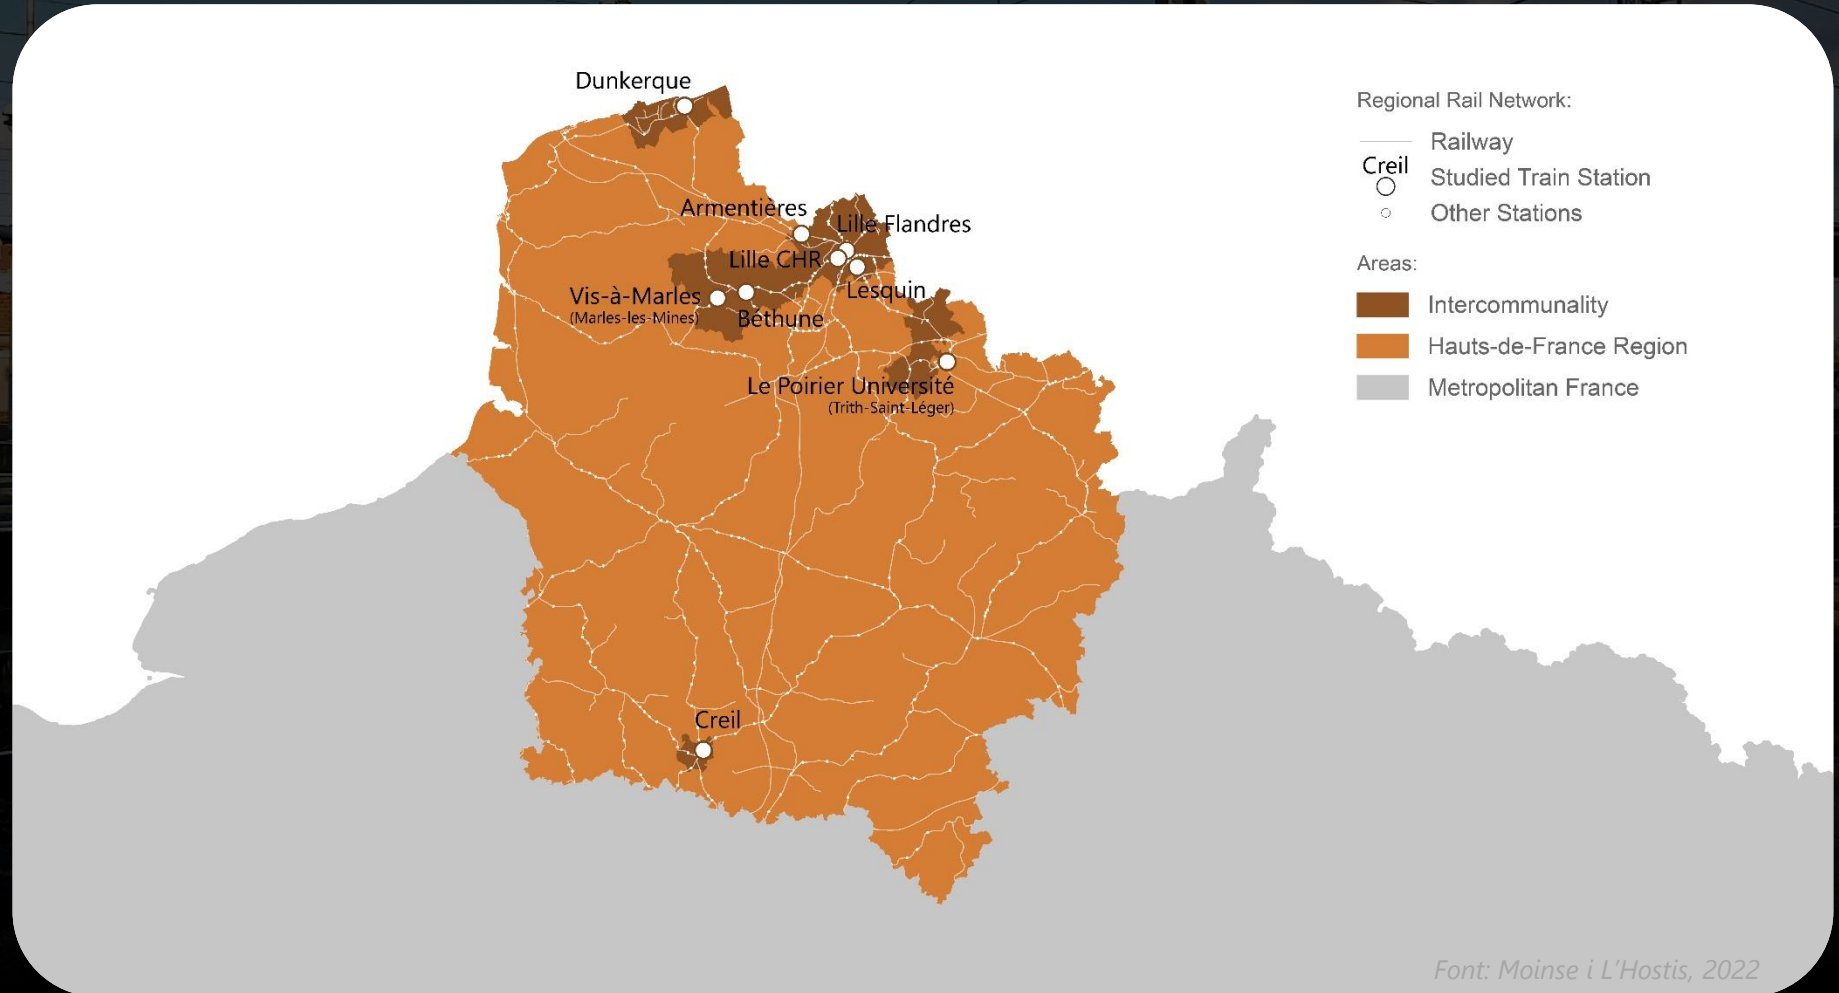 Dunkerque
Armentières
Lille Flandres
Lille CHR
Lesquin
Vis-à-Marles
(Marles-les-Mines)
Béthune
Le Poirier Université
(Trith-Saint-Léger)
Creil
Regional Rail Network:
Railway
Creil
Studied Train Station
Other Stations
Areas:
Intercommunality
Hauts-de-France Region
Metropolitan France
Font: Moinse i L'Hostis, 2022